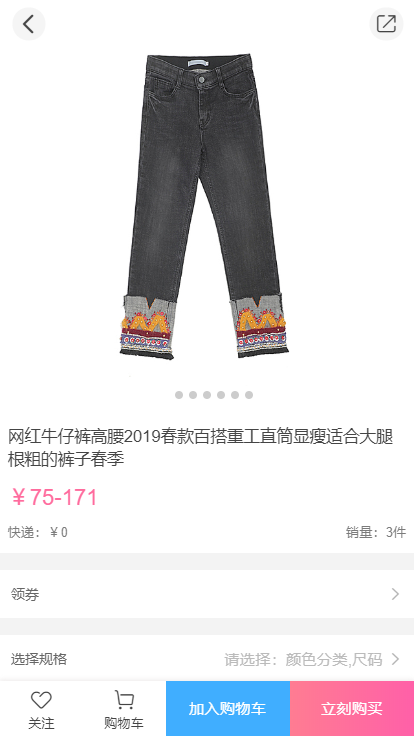 网红牛仔裤高腰2019春款百搭重工直筒显瘦适合大腿
根粗的裤子春季
￥75-171
快递：￥0 销量：3件
领券
选择规格 请选择：颜色分类,尺码
关注 购物车 加入购物车 立刻购买